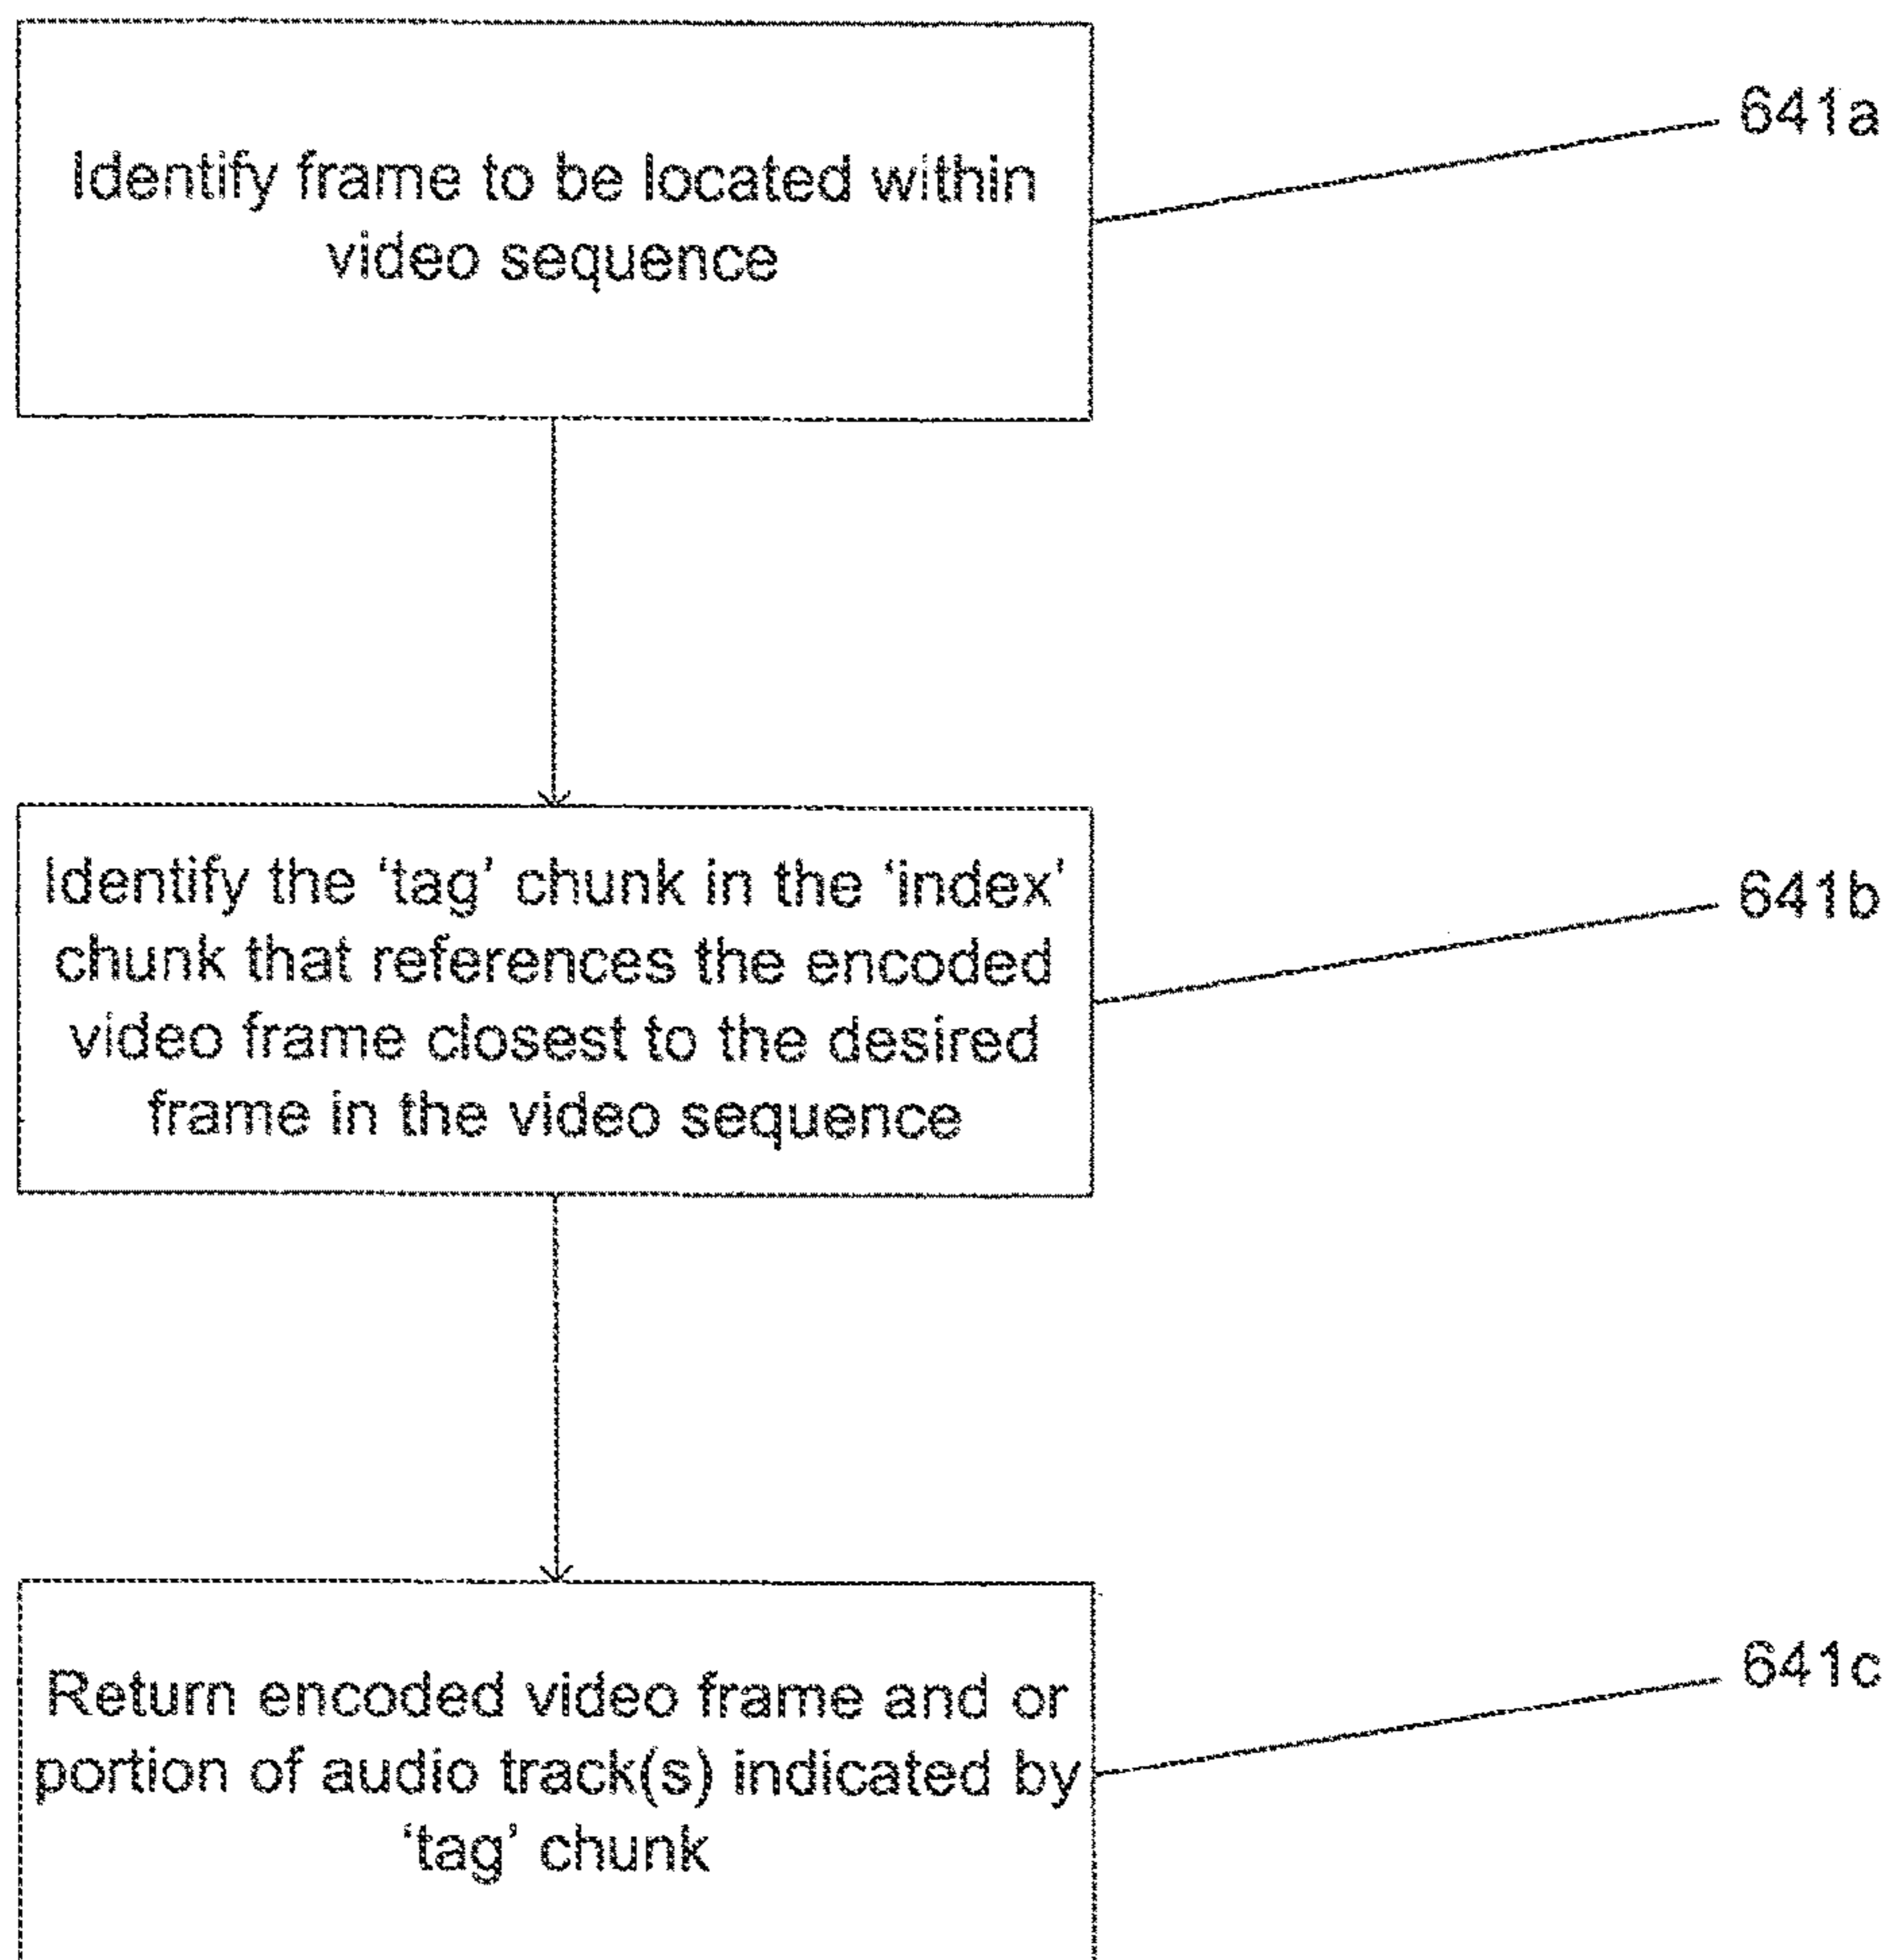 Identify frame to be located within
video sequence
641a
Identify the ‘tag’ chunk in the ‘index’
chunk that references the encoded
video frame closest to the desired
frame in the video sequence
641b
Return encoded video frame and or
portion of audio track(s) indicated by
‘tag’ chunk
641c